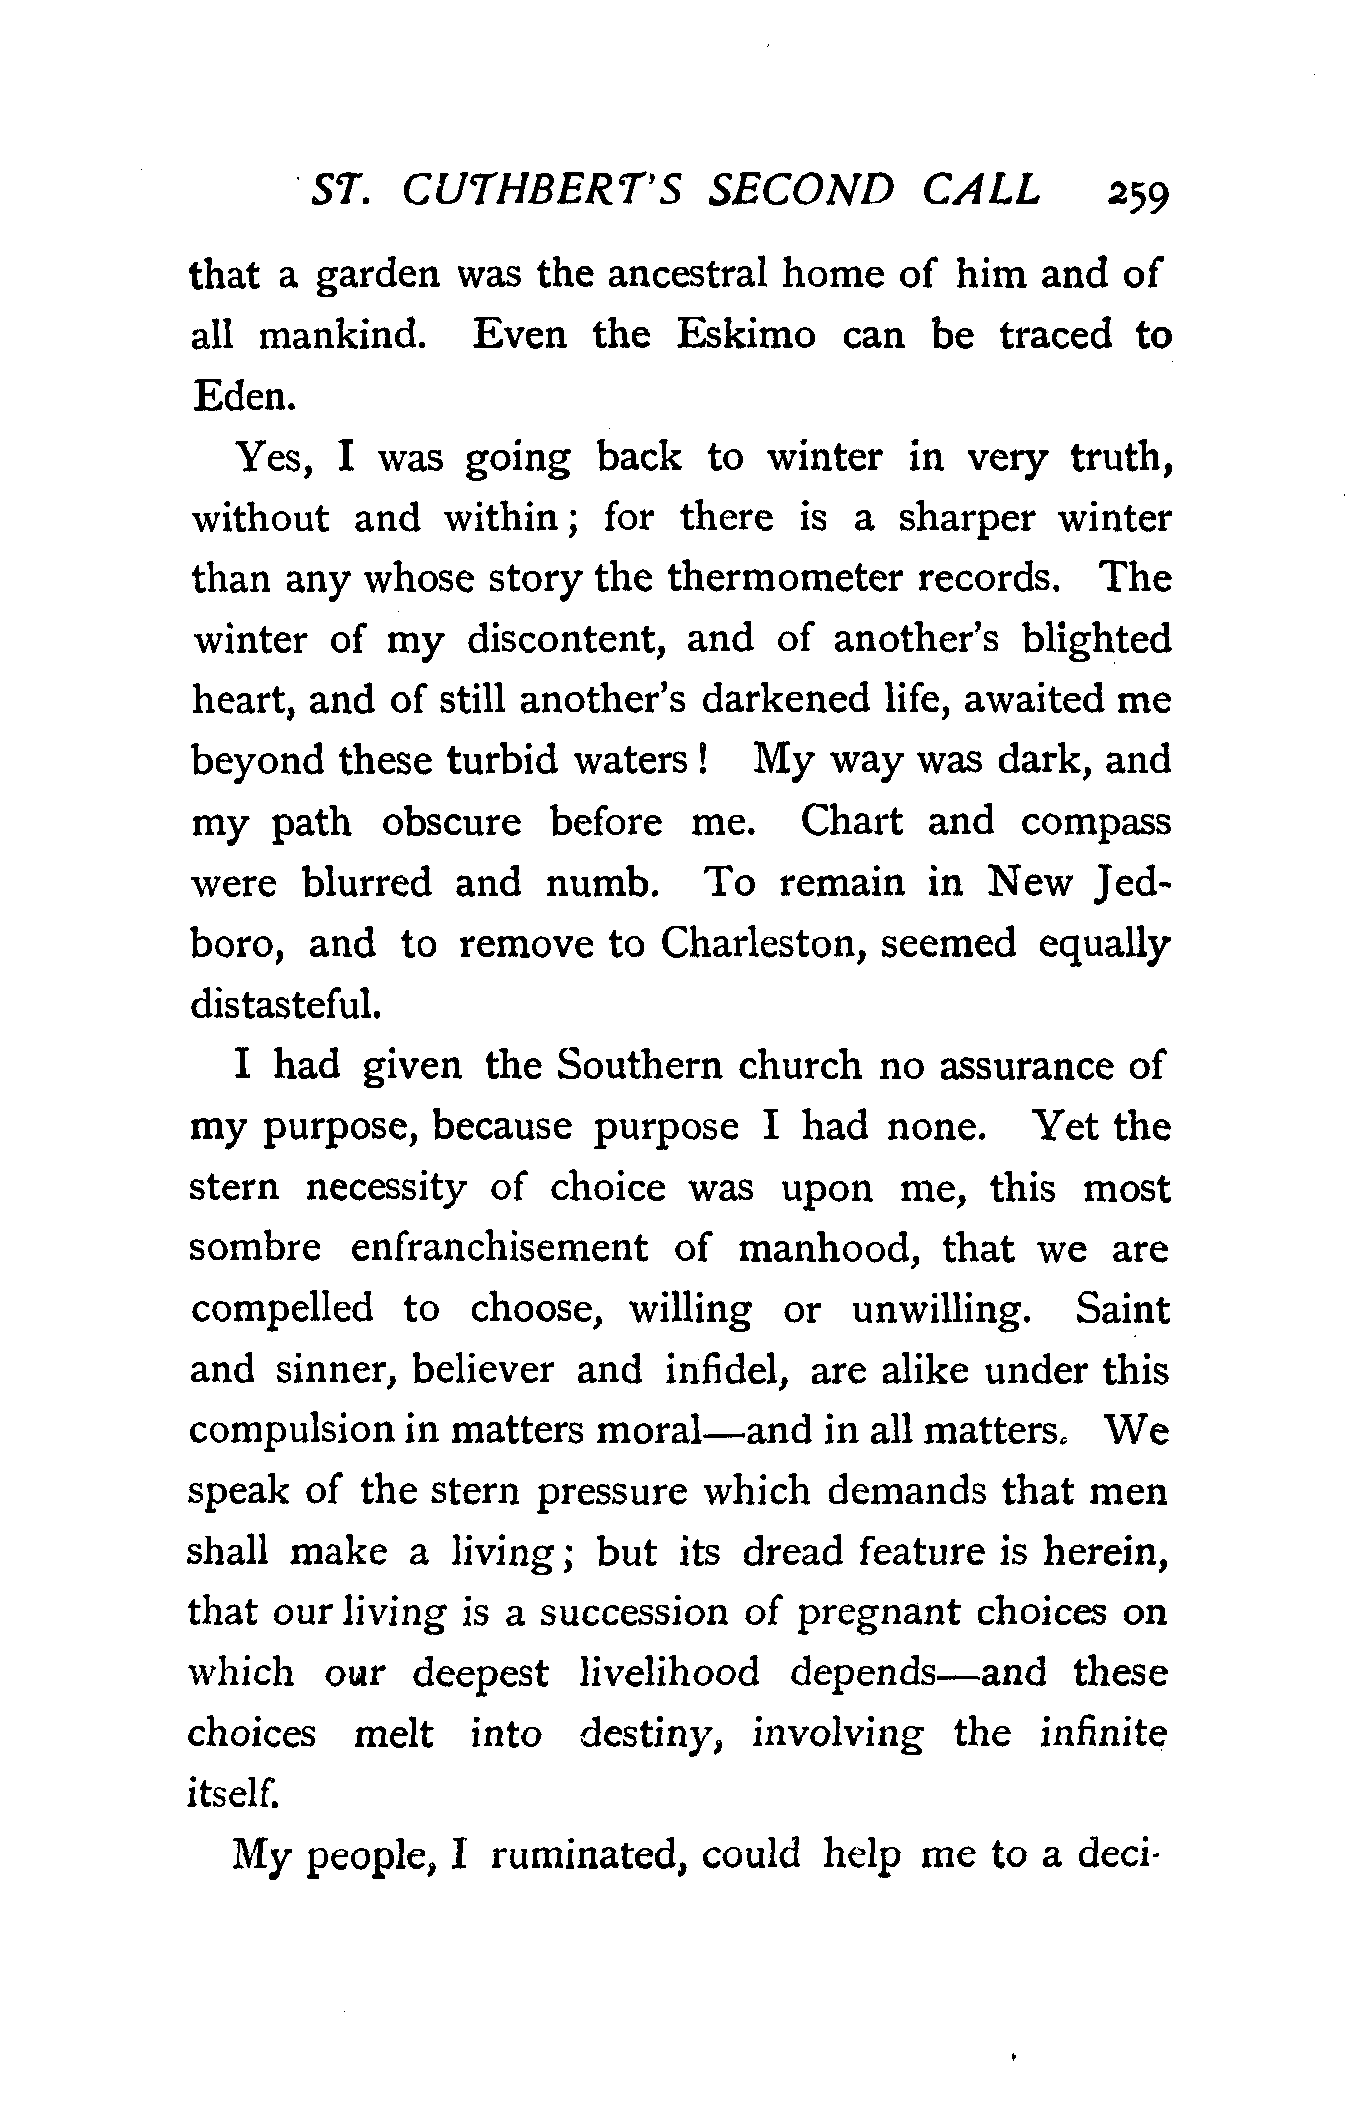 ST. CUTHBERT'S SECOND CALL 259
that a garden was the ancestral home of him and of
all mankind. Even the Eskimo can be traced to
Eden.
Yes, I was going back to winter in very truth,
without and within; for there is a sharper winter
than any whose story the thermometer records. The
winter of my discontent, and of another's blighted
heart, and of still another's darkened life, awaited me
beyond these turbid waters! My way was dark, and
my path obscure before me. Chart and compass
were blurred and numb. To remain in New Jed-
boro, and to remove to Charleston, seemed equally
distasteful.
I had given the Southern church no assurance of
my purpose, because purpose I had none. Yet the
stern necessity of choice was upon me, this most
sombre enfranchisement of manhood, that we are
compelled to choose, willing or unwilling. Saint
and sinner, believer and infidel, are alike under this
compulsion in matters moral—and in all matters. We
speak of the stern pressure which demands that men
shall make a living; but its dread feature is herein,
that our living is a succession of pregnant choices on
which our deepest livelihood depends—and these
choices melt into destiny, involving the infinite
itself.
My people, I ruminated, could help me to a deci-